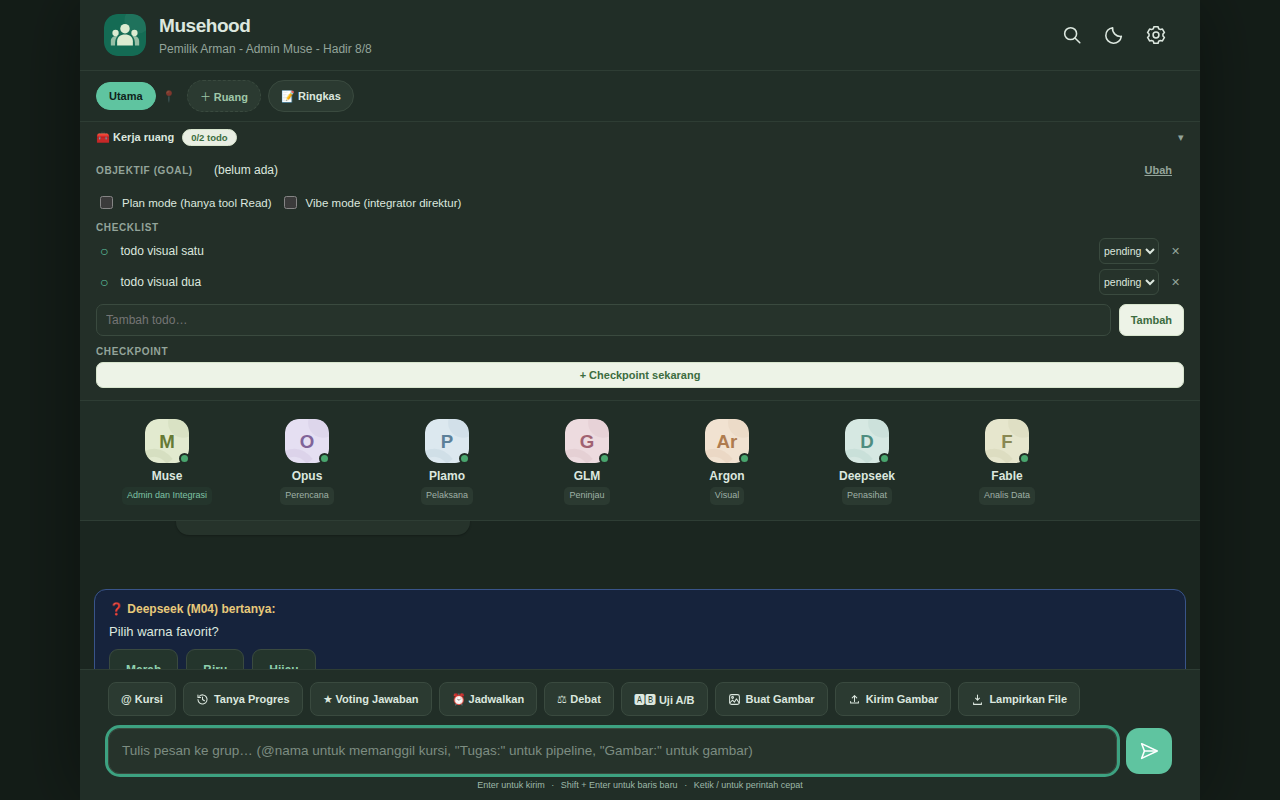 Musehood
Pemilik Arman - Admin Muse - Hadir 8/8
Utama
📍
+ Ruang
📝 Ringkas
🧰 Kerja ruang
0/2 todo
▾
OBJEKTIF (GOAL)
(belum ada)
Ubah
Plan mode (hanya tool Read)
Vibe mode (integrator direktur)
CHECKLIST
○ todo visual satu
pending
×
○ todo visual dua
pending
×
Tambah todo…
Tambah
CHECKPOINT
+ Checkpoint sekarang
M
O
P
G
Ar
D
F
Muse
Opus
Plamo
GLM
Argon
Deepseek
Fable
Admin dan Integrasi
Perencana
Pelaksana
Peninjau
Visual
Penasihat
Analis Data
❓ Deepseek (M04) bertanya:
Pilih warna favorit?
Merah
Biru
Hijau
@ Kursi
Tanya Progres
★ Voting Jawaban
⏰ Jadwalkan
⚖ Debat
🅰🅱 Uji A/B
Buat Gambar
Kirim Gambar
Lampirkan File
Tulis pesan ke grup… (@nama untuk memanggil kursi, "Tugas:" untuk pipeline, "Gambar:" untuk gambar)
Enter untuk kirim · Shift + Enter untuk baris baru · Ketik / untuk perintah cepat